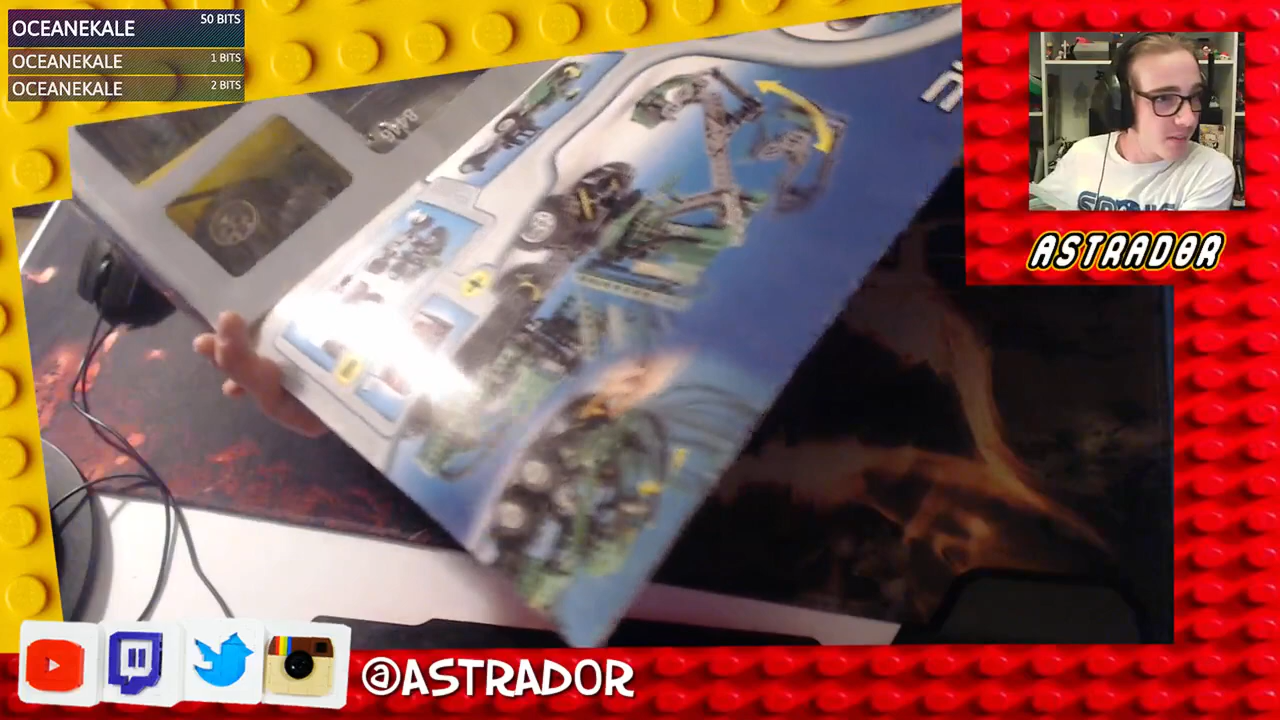 OCEANEKALE 50 BITS
OCEANEKALE 1 BITS
OCEANEKALE 2 BITS
ASTRADOR
@ASTRADOR